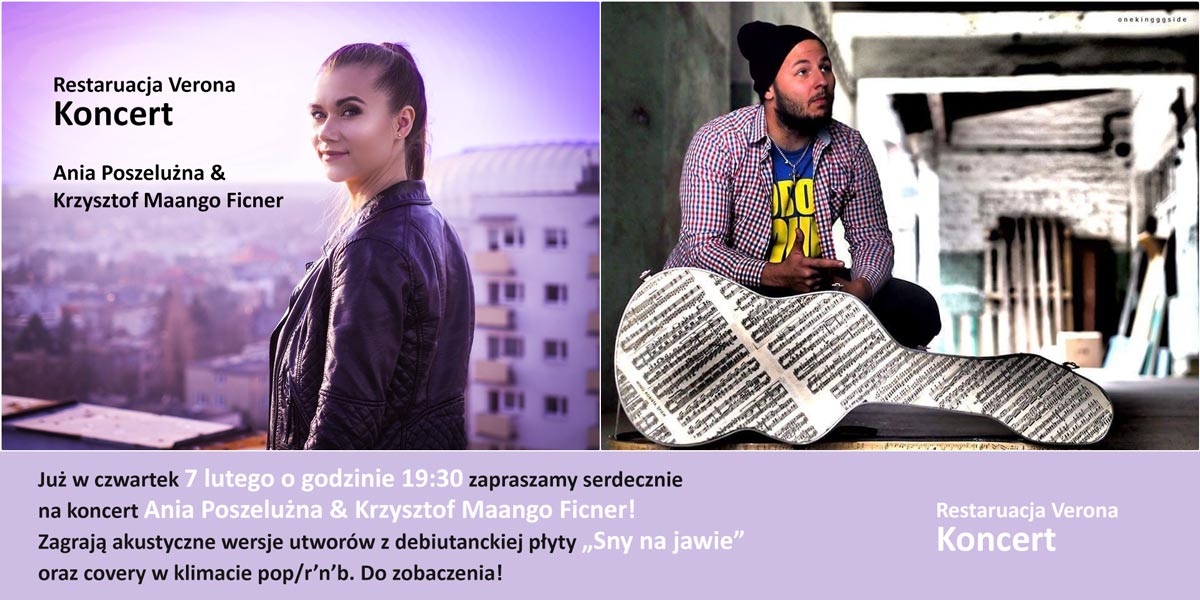 Restaruacja Verona
Koncert
Ania Poszelużna &
Krzysztof Maango Ficner
onekingggside
Już w czwartek 7 lutego o godzinie 19:30 zapraszamy serdecznie
na koncert Ania Poszelużna & Krzysztof Maango Ficner!
Zagrają akustyczne wersje utworów z debiutanckiej płyty „Sny na jawie”
oraz covery w klimacie pop/r’n’b. Do zobaczenia!
Restaruacja Verona
Koncert